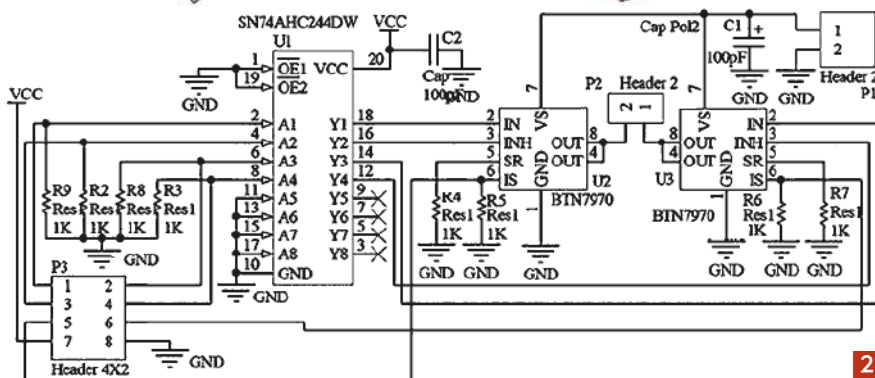 SN74AHC244DW
U1
VCC
C2
Cap
100pF
GND
1
19
OE1
OE2
VCC
20
GND
VCC
2
4
6
8
11
13
15
17
10
A1
A2
A3
A4
A5
A6
A7
A8
GND
Y1
Y2
Y3
Y4
Y5
Y6
Y7
Y8
18
16
14
12
9
7
5
3
GND
R9
Res1
1K
R2
Res1
1K
R8
Res1
1K
R3
Res1
1K
GND
P3
1
3
5
7
2
4
6
8
Header 4X2
GND
Cap Pol2
C1
+
100pF
GND
1
2
Header 2
P1
GND
7
VS
2
3
5
6
IN
INH
SR
IS
OUT
OUT
8
4
GND
1
U2
BTN7970
P2
Header 2
2
1
R4
Res1
1K
R5
Res1
1K
GND
GND
GND
7
VS
8
4
OUT
OUT
IN
INH
SR
IS
2
3
5
6
GND
1
U3
BTN7970
R6
Res1
1K
R7
Res1
1K
GND
GND
GND
2